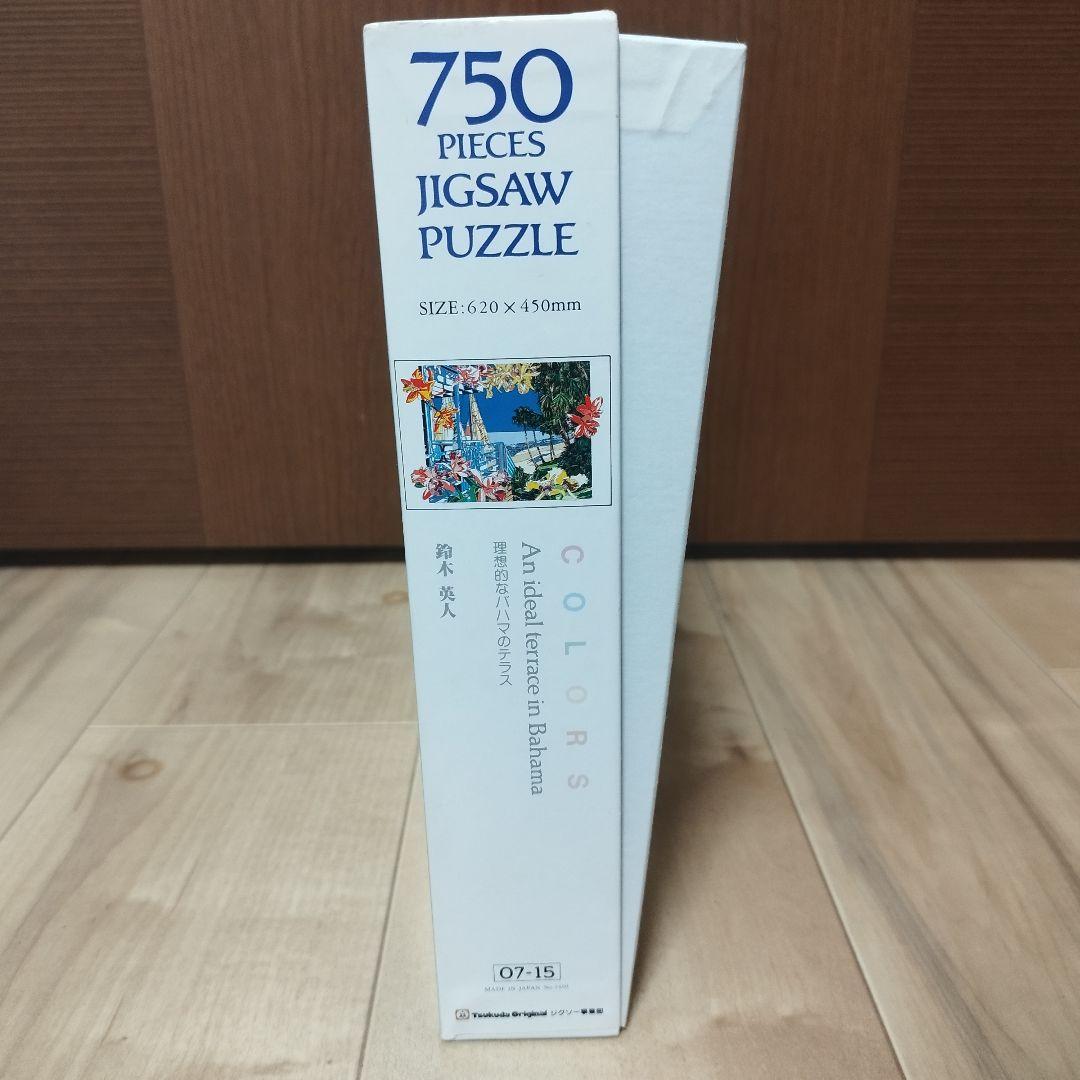 750
PIECES
JIGSAW
PUZZLE
SIZE:620×450mm
COLORS
An ideal terrace in Bahama
理想的なバハマのテラス
鈴木 英人
07-15
MADE IN JAPAN
Tsukuda Original ジグソー事業部